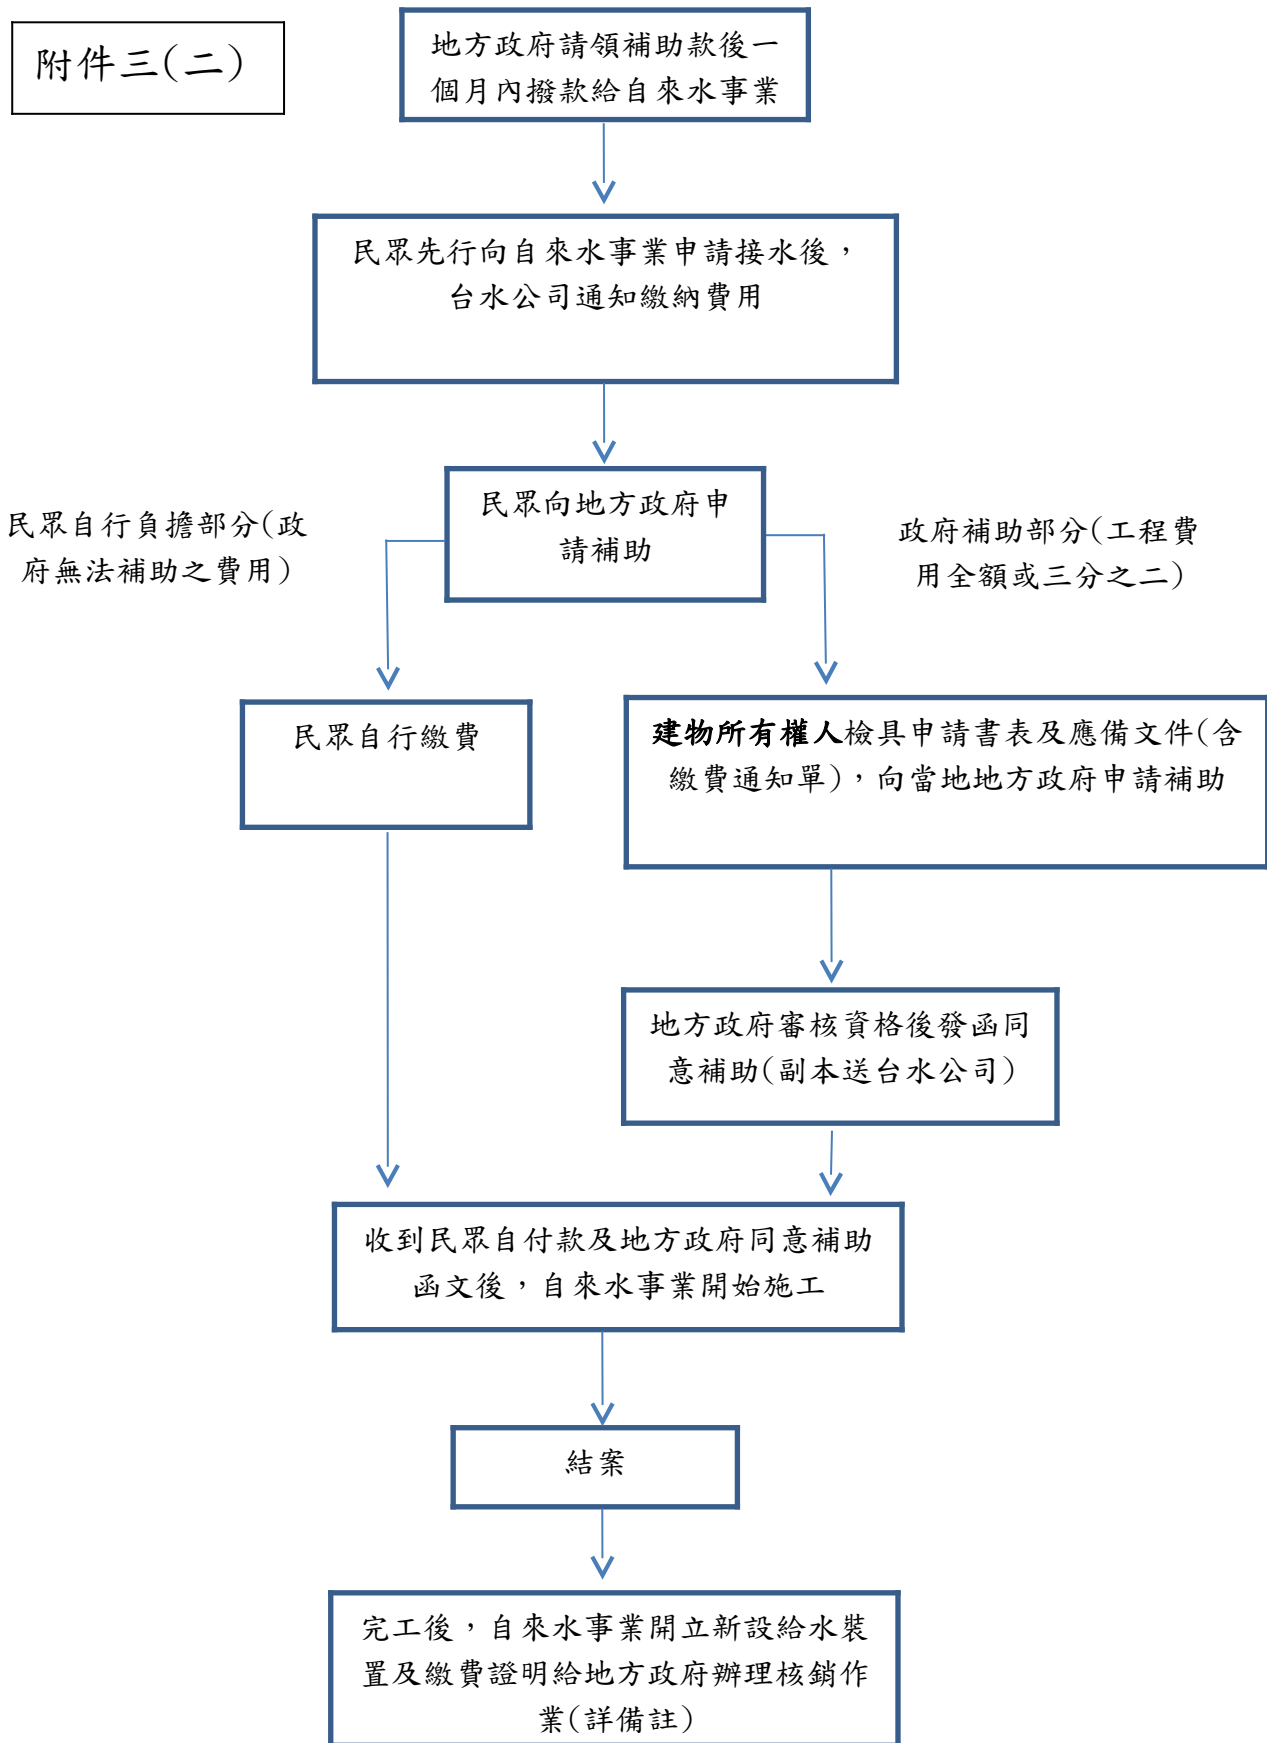 附件三(二)
地方政府請領補助款後一
個月內撥款給自來水事業
民眾先行向自來水事業申請接水後，
台水公司通知繳納費用
民眾向地方政府申
請補助
民眾自行負擔部分(政
府無法補助之費用)
政府補助部分(工程費
用全額或三分之二)
民眾自行繳費
建物所有權人檢具申請書表及應備文件(含
繳費通知單)，向當地地方政府申請補助
地方政府審核資格後發函同
意補助(副本送台水公司)
收到民眾自付款及地方政府同意補助
函文後，自來水事業開始施工
結案
完工後，自來水事業開立新設給水裝
置及繳費證明給地方政府辦理核銷作
業(詳備註)